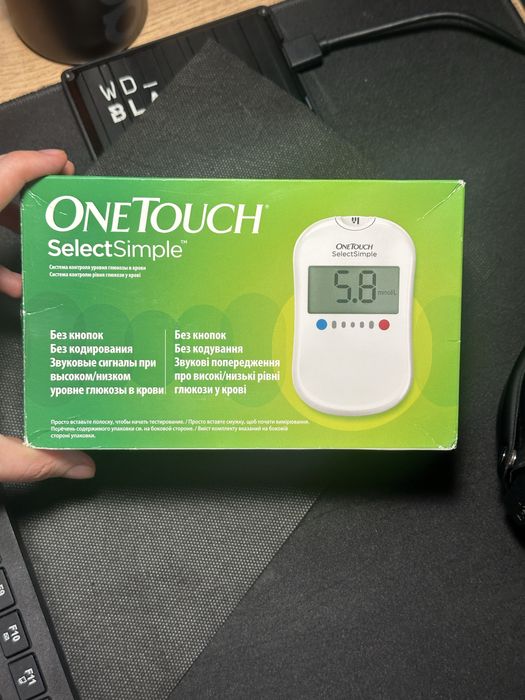 WD_
BLA
ONETOUCH®
SelectSimple™
Система контроля уровня глюкозы в крови
Система контролю рівня глюкози у крові
Без кнопок
Без кодирования
Звуковые сигналы при
высоком/низком
уровне глюкозы в крови
Без кнопок
Без кодування
Звукові попередження
про високі/низькі рівні
глюкози у крові
Просто вставьте полоску, чтобы начать тестирование. / Просто вставте смужку, щоб почати вимірювання.
Перечень содержимого упаковки см. на боковой стороне. / Вміст комплекту вказаний на боковій
стороні упаковки.
ONETOUCH
SelectSimple
5.8 mmol/L
F9
F10
F11